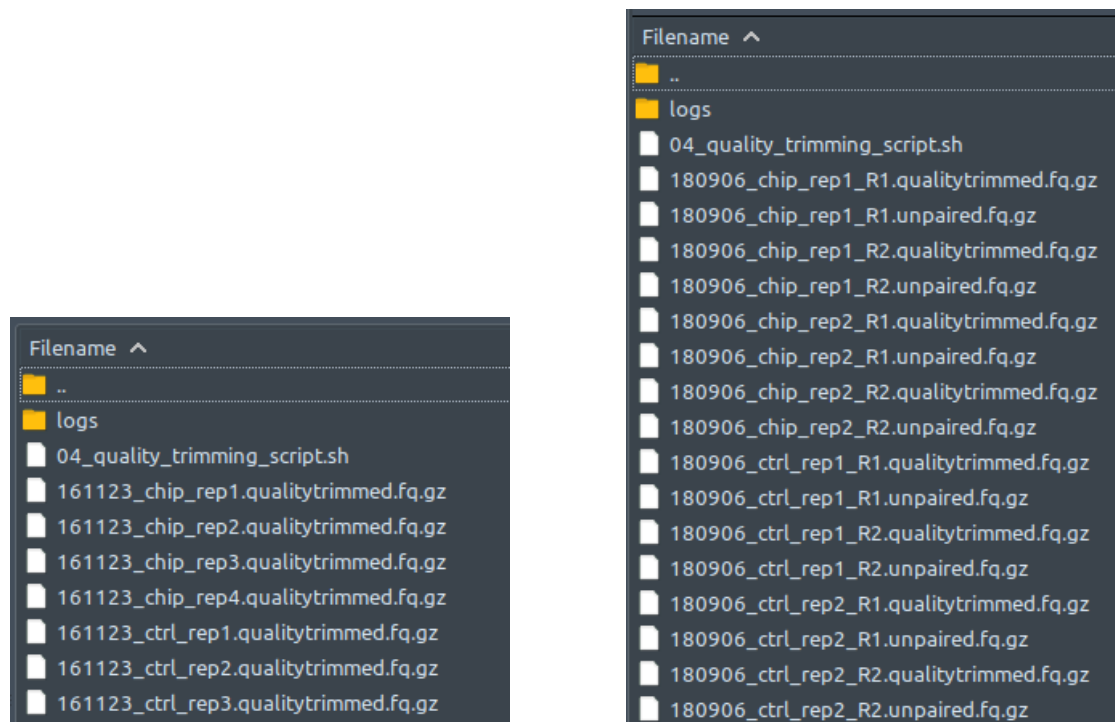 Filename
..
logs
04_quality_trimming_script.sh
161123_chip_rep1.qualitytrimmed.fq.gz
161123_chip_rep2.qualitytrimmed.fq.gz
161123_chip_rep3.qualitytrimmed.fq.gz
161123_chip_rep4.qualitytrimmed.fq.gz
161123_ctrl_rep1.qualitytrimmed.fq.gz
161123_ctrl_rep2.qualitytrimmed.fq.gz
161123_ctrl_rep3.qualitytrimmed.fq.gz
Filename
..
logs
04_quality_trimming_script.sh
180906_chip_rep1_R1.qualitytrimmed.fq.gz
180906_chip_rep1_R1.unpaired.fq.gz
180906_chip_rep1_R2.qualitytrimmed.fq.gz
180906_chip_rep1_R2.unpaired.fq.gz
180906_chip_rep2_R1.qualitytrimmed.fq.gz
180906_chip_rep2_R1.unpaired.fq.gz
180906_chip_rep2_R2.qualitytrimmed.fq.gz
180906_chip_rep2_R2.unpaired.fq.gz
180906_ctrl_rep1_R1.qualitytrimmed.fq.gz
180906_ctrl_rep1_R1.unpaired.fq.gz
180906_ctrl_rep1_R2.qualitytrimmed.fq.gz
180906_ctrl_rep1_R2.unpaired.fq.gz
180906_ctrl_rep2_R1.qualitytrimmed.fq.gz
180906_ctrl_rep2_R1.unpaired.fq.gz
180906_ctrl_rep2_R2.qualitytrimmed.fq.gz
180906_ctrl_rep2_R2.unpaired.fq.gz